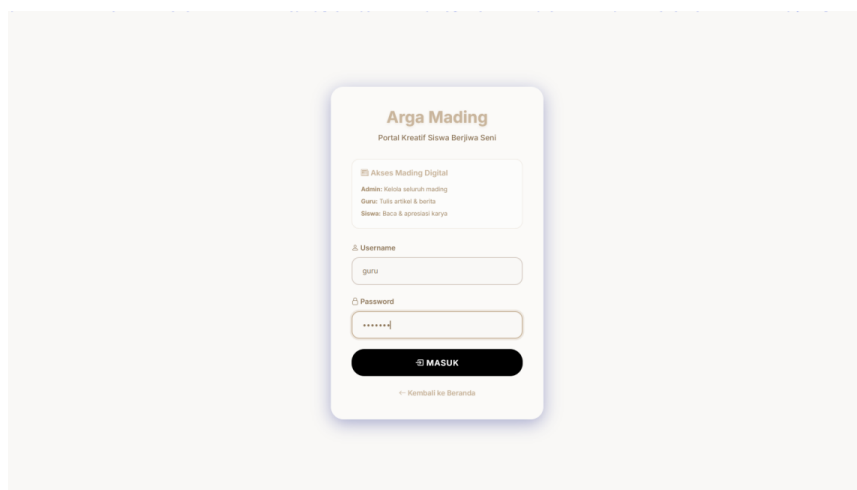 Arga Mading
Portal Kreatif Siswa Berjiwa Seni
Akses Mading Digital
Admin: Kelola seluruh mading
Guru: Tulis artikel & berita
Siswa: Baca & apresiasi karya
Username
guru
Password
•••••••
MASUK
← Kembali ke Beranda